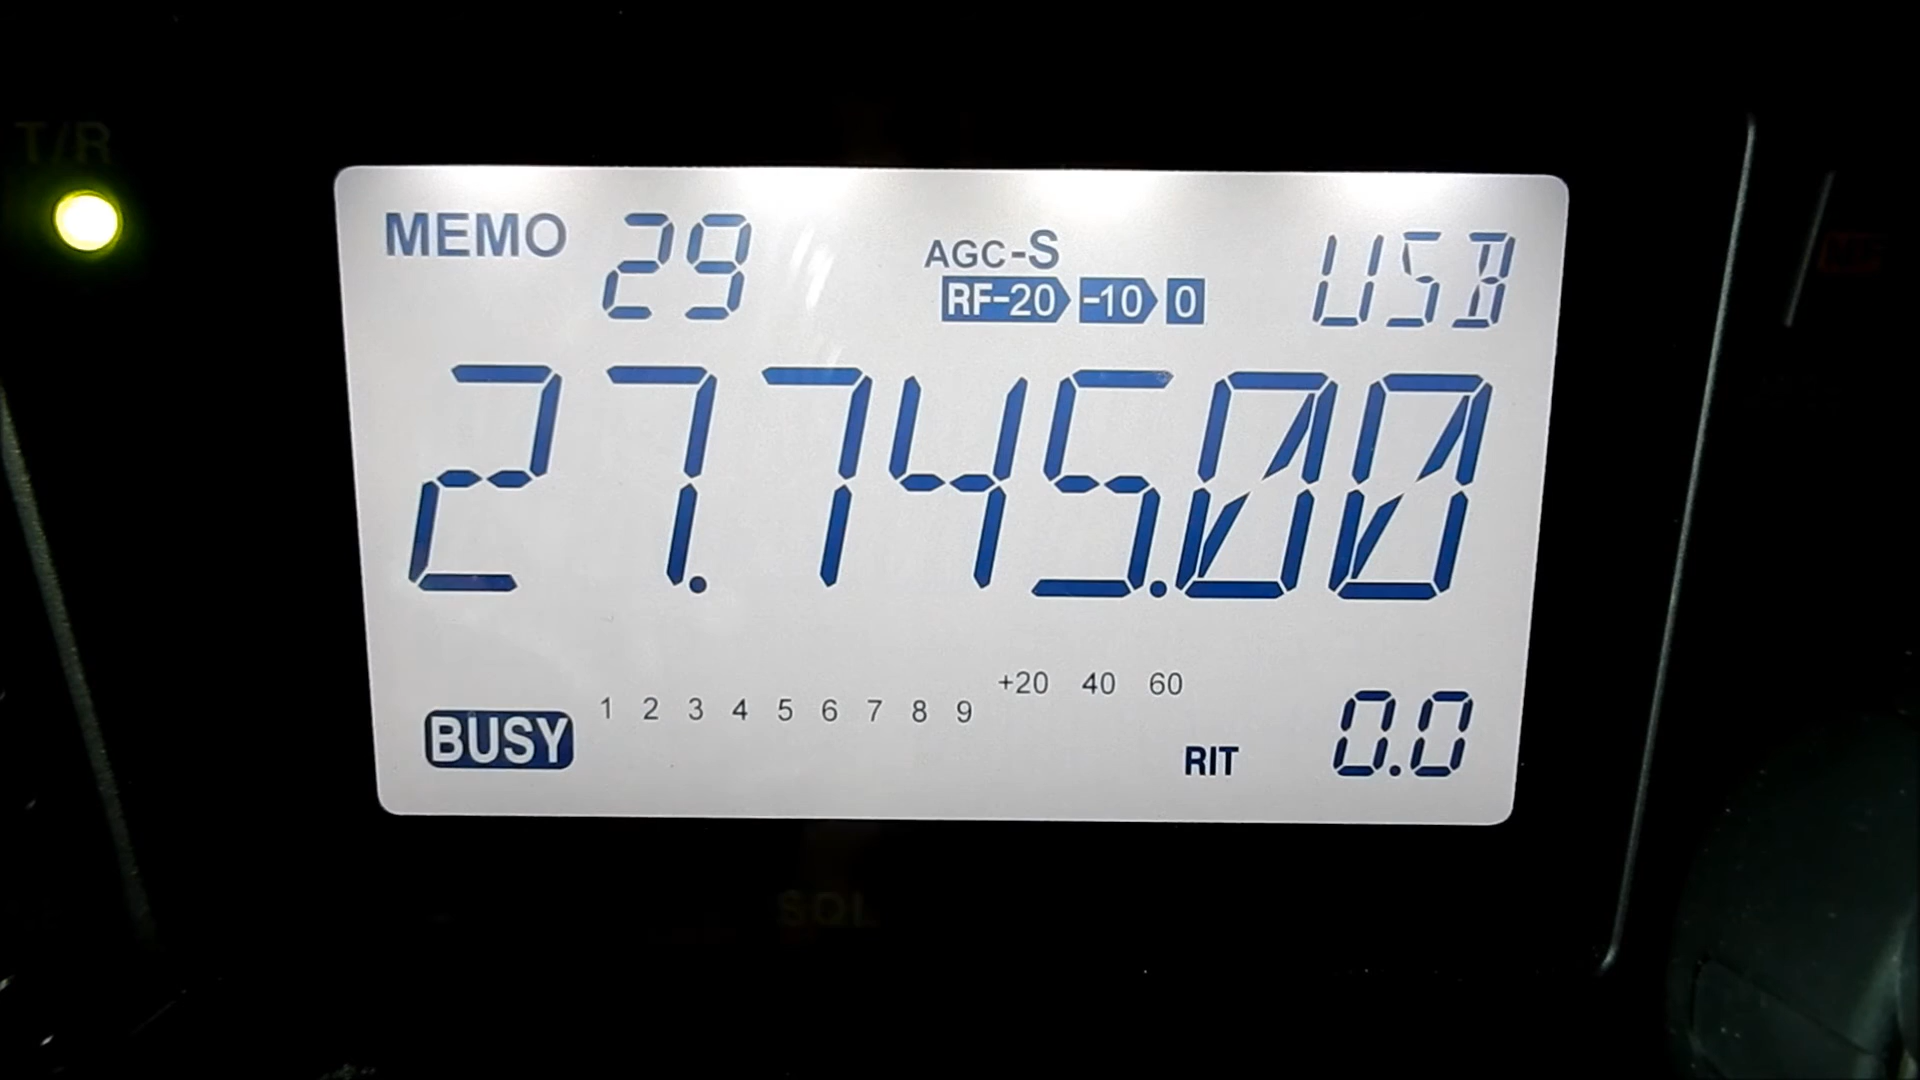 T/R
MEMO 29 AGC-S USB
RF-20 -10 0
27.745.00
+20 40 60
1 2 3 4 5 6 7 8 9
BUSY RIT 0.0
SQL